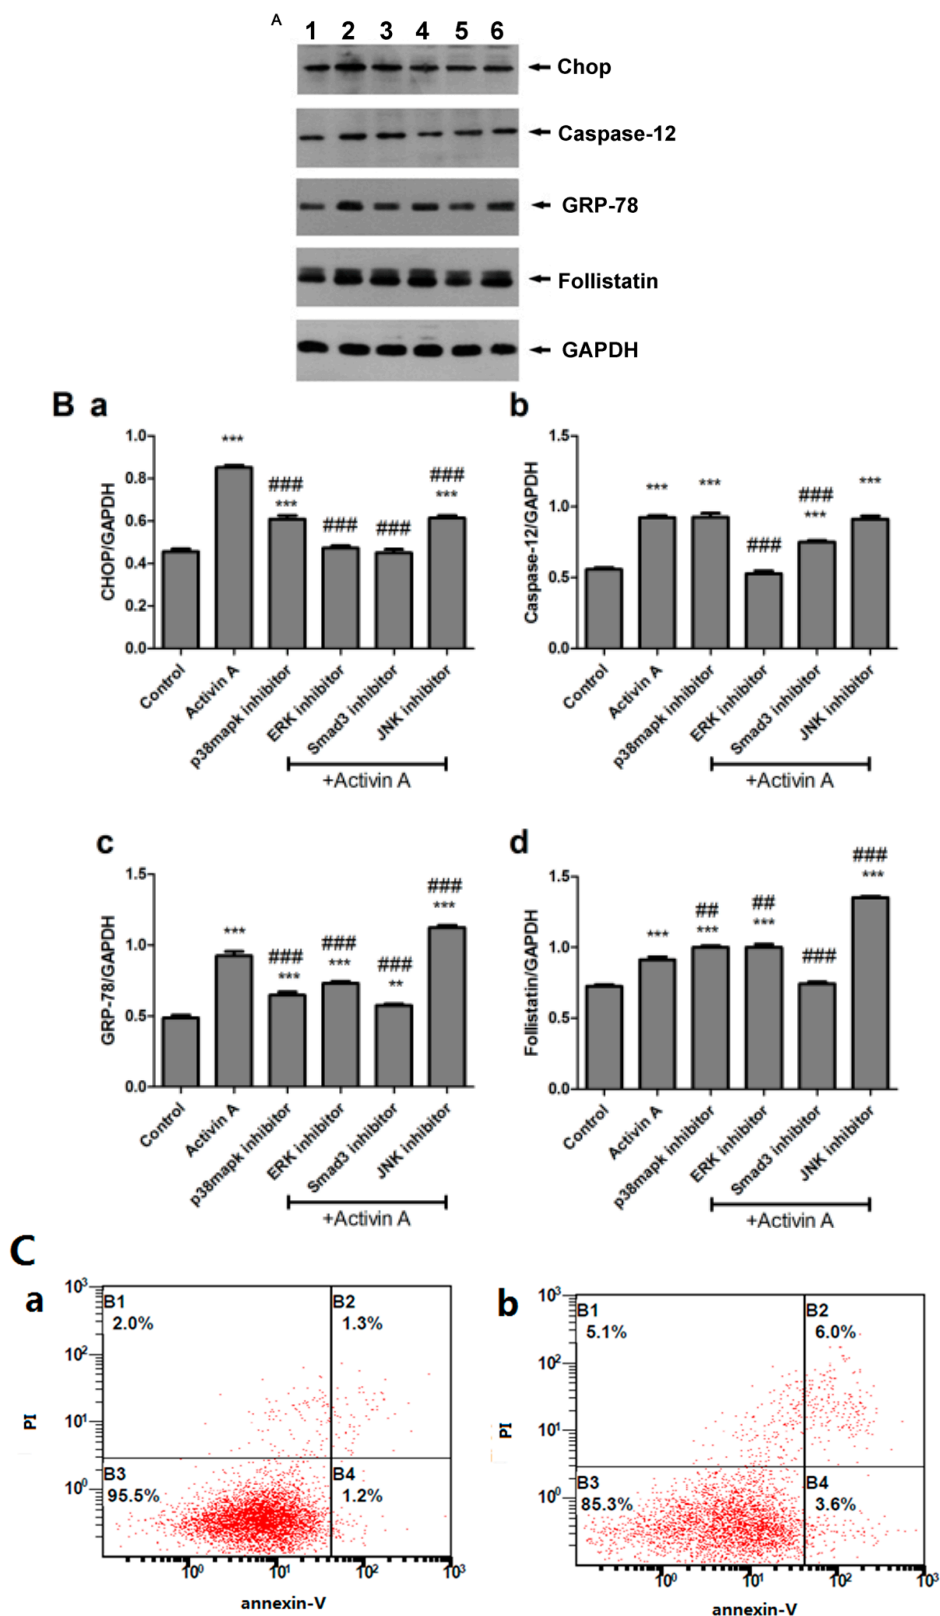 A
1 2 3 4 5 6
Chop
Caspase-12
GRP-78
Follistatin
GAPDH
B a
CHOP/GAPDH
1.0
0.8
0.6
0.4
0.2
0.0
***
###
***
###
###
###
***
Control
Activin A
p38mapk inhibitor
ERK inhibitor
Smad3 inhibitor
JNK inhibitor
+Activin A
b
Caspase-12/GAPDH
1.5
1.0
0.5
0.0
***
***
###
###
***
***
Control
Activin A
p38mapk inhibitor
ERK inhibitor
Smad3 inhibitor
JNK inhibitor
+Activin A
c
GRP-78/GAPDH
1.5
1.0
0.5
0.0
***
###
***
###
***
###
**
###
***
Control
Activin A
p38mapk inhibitor
ERK inhibitor
Smad3 inhibitor
JNK inhibitor
+Activin A
d
Follistatin/GAPDH
1.5
1.0
0.5
0.0
***
##
***
##
***
###
###
***
Control
Activin A
p38mapk inhibitor
ERK inhibitor
Smad3 inhibitor
JNK inhibitor
+Activin A
C
a
PI
10³
10²
10¹
10⁰
B1
2.0%
B2
1.3%
B3
95.5%
B4
1.2%
10⁰ 10¹ 10² 10³
annexin-V
b
PI
10³
10²
10¹
10⁰
B1
5.1%
B2
6.0%
B3
85.3%
B4
3.6%
10⁰ 10¹ 10² 10³
annexin-V